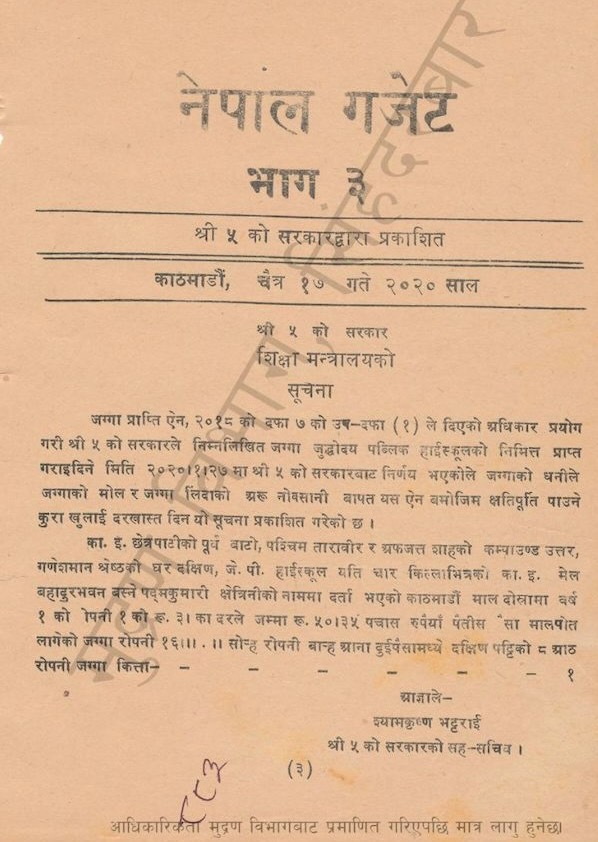 नेपाल गजेट
भाग ३
श्री ५ को सरकारद्वारा प्रकाशित
काठमाडौं, चैत्र १७ गते २०२० साल
श्री ५ को सरकार
शिक्षा मन्त्रालयको
सूचना
जग्गा प्राप्ति ऐन, २०१८ को दफा ७ को उप-दफा (१) ले दिएको अधिकार प्रयोग
गरी श्री ५ को सरकारले निम्नलिखित जग्गा जुद्धोदय पब्लिक हाईस्कूलको निमित्त प्राप्त
गराइदिने मिति २०२०।१।२७ मा श्री ५ को सरकारबाट निर्णय भएकोले जग्गाको धनीले
जग्गाको मोल र जग्गा लिंदाको अरू नोक्सानी बापत यस ऐन बमोजिम क्षतिपूर्ति पाउने
कुरा खुलाई दरखास्त दिन यो सूचना प्रकाशित गरेको छ ।
का. इ. छेत्रपाटीको पूर्व बाटो, पश्चिम तारावीर र अफजत्त शाहको कम्पाउण्ड उत्तर,
गणेशमान श्रेष्ठको घर दक्षिण, जे. पी. हाईस्कूल यति चार किल्लाभित्रको का. इ. मेल
बहादुरभवन बस्ने पद्मकुमारी क्षेत्रिनीको नाममा दर्ता भएको काठमाडौं माल दोस्रामा वर्ष
१ को रोपनी १ को रू. ३। का दरले जम्मा रू. ५०।३५ पचास रुपैयाँ पैंतीस पैसा मालपोत
लागेको जग्गा रोपनी १६।।। . ।। सोऱ्ह रोपनी बाऱ्ह आना दुईपैसामध्ये दक्षिण पट्टिको ८ आठ
रोपनी जग्गा कित्ता- - - - - - - - - १
आज्ञाले-
श्यामकृष्ण भट्टराई
श्री ५ को सरकारको सह-सचिव ।
(३)
आधिकारिकता मुद्रण विभागबाट प्रमाणित गरिएपछि मात्र लागु हुनेछ।
मुद्रण विभाग, सिंहदरबार